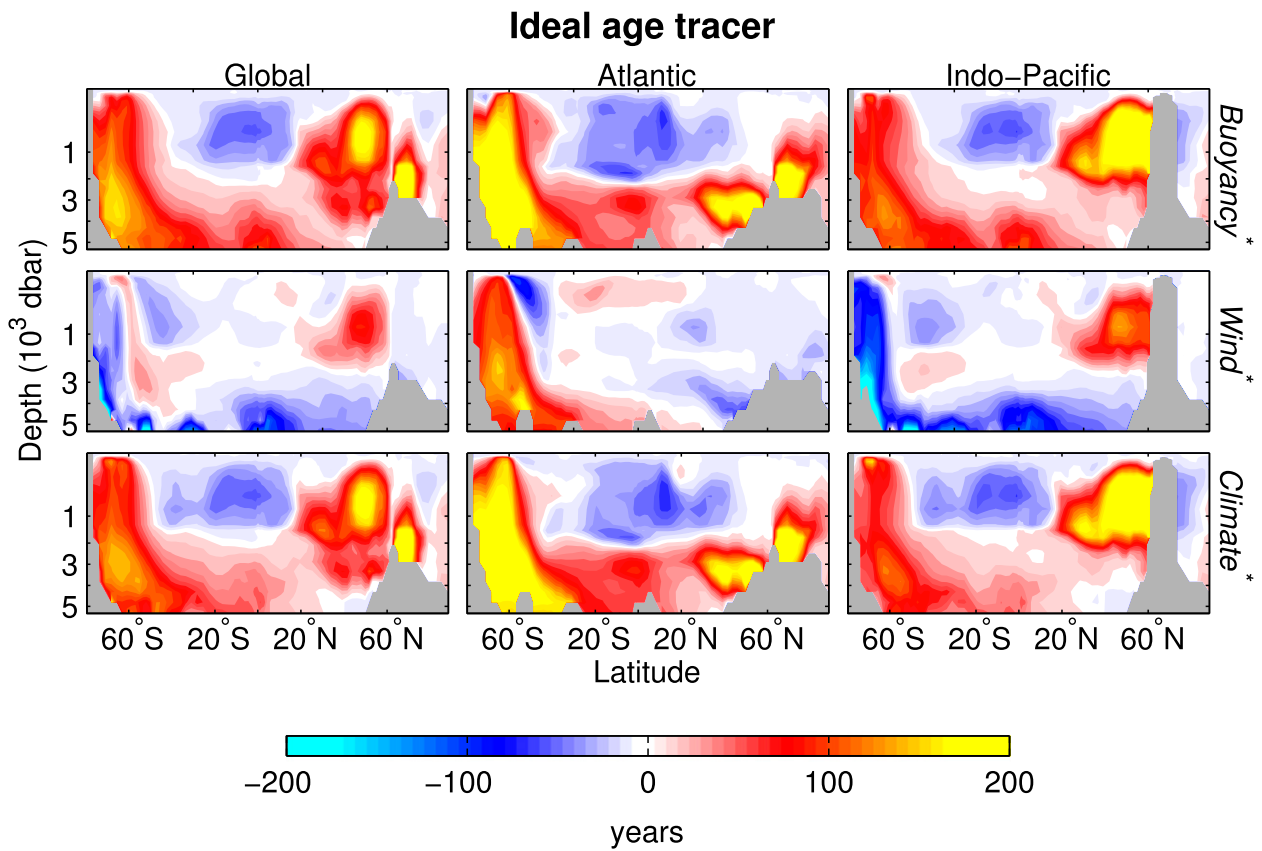 Ideal age tracer
Global
Atlantic
Indo−Pacific
1
3
5
Buoyancy*
1
3
5
Wind*
1
3
5
Climate*
Depth (10³ dbar)
60°S 20°S 20°N 60°N
60°S 20°S 20°N 60°N
60°S 20°S 20°N 60°N
Latitude
−200 −100 0 100 200
years